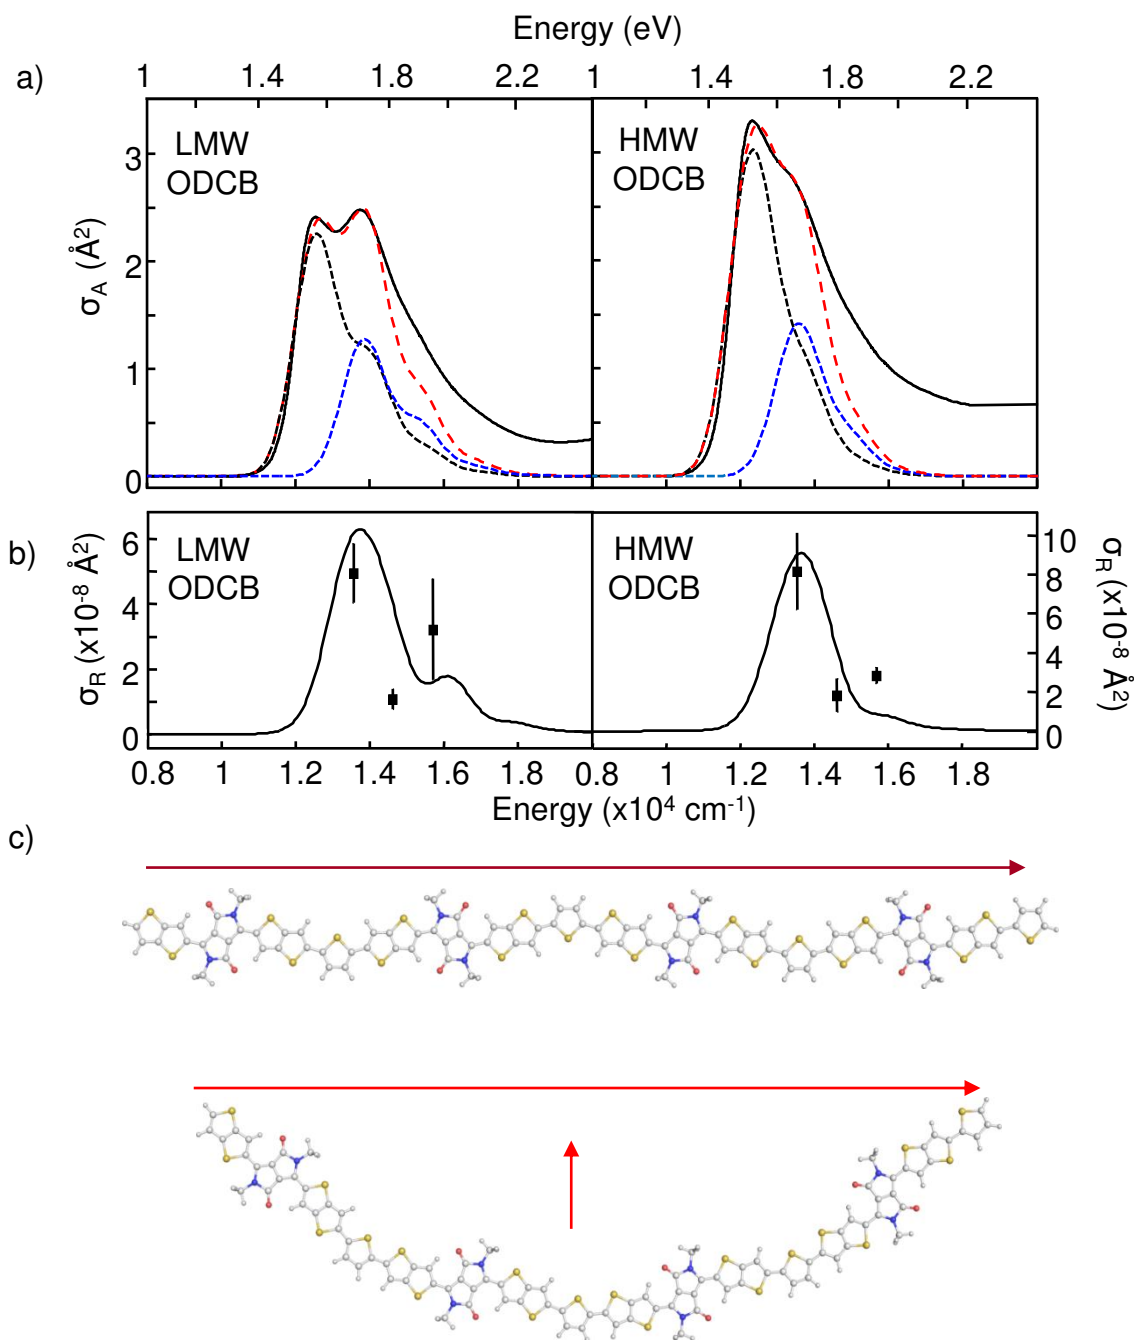 Energy (eV)
a)
1 1.4 1.8 2.2 1 1.4 1.8 2.2
LMW
ODCB
HMW
ODCB
σA (Å²)
3
2
1
0
b)
LMW
ODCB
HMW
ODCB
σR (x10⁻⁸ Å²)
6
4
2
0
10
8
6
4
2
0
σR (x10⁻⁸ Å²)
0.8 1 1.2 1.4 1.6 1.8 0.8 1 1.2 1.4 1.6 1.8
Energy (x10⁴ cm⁻¹)
c)